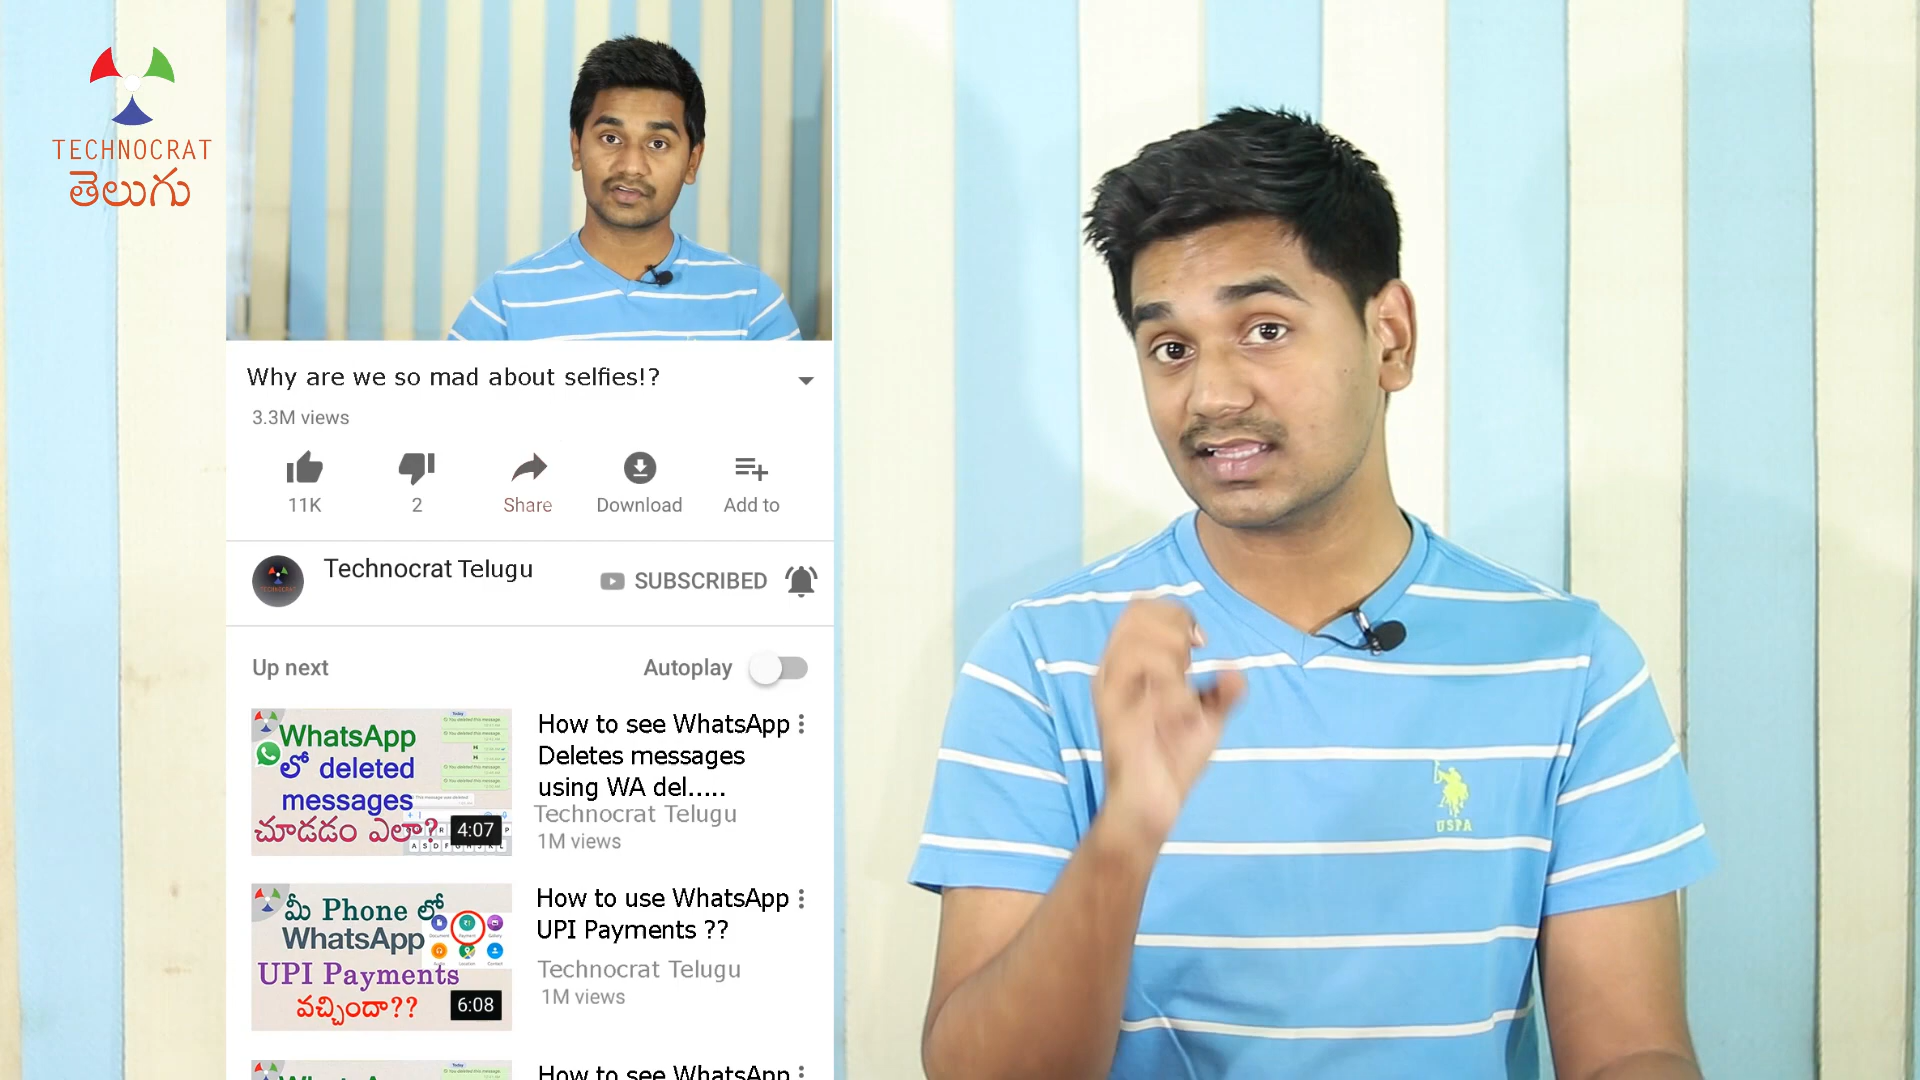 TECHNOCRAT
తెలుగు
Why are we so mad about selfies!?
3.3M views
11K
2
Share
Download
Add to
Technocrat Telugu
SUBSCRIBED
Up next
Autoplay
WhatsApp
లో deleted
messages
చూడడం ఎలా?
4:07
How to see WhatsApp
Deletes messages
using WA del.....
Technocrat Telugu
1M views
మీ Phone లో
WhatsApp
UPI Payments
వచ్చిందా??
6:08
How to use WhatsApp
UPI Payments ??
Technocrat Telugu
1M views
WhatsApp
How to see WhatsApp
USPA